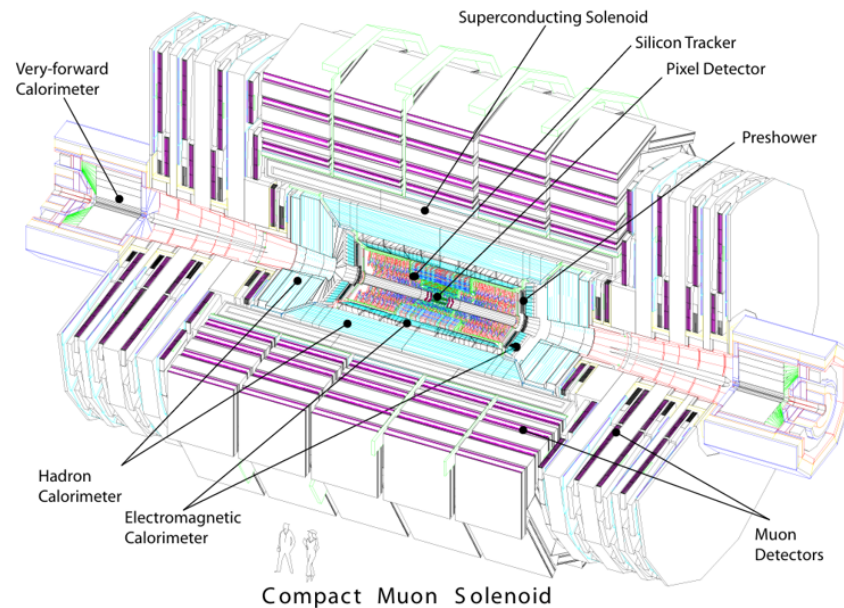 Superconducting Solenoid
Silicon Tracker
Pixel Detector
Very-forward
Calorimeter
Preshower
Hadron
Calorimeter
Electromagnetic
Calorimeter
Muon
Detectors
Compact Muon Solenoid